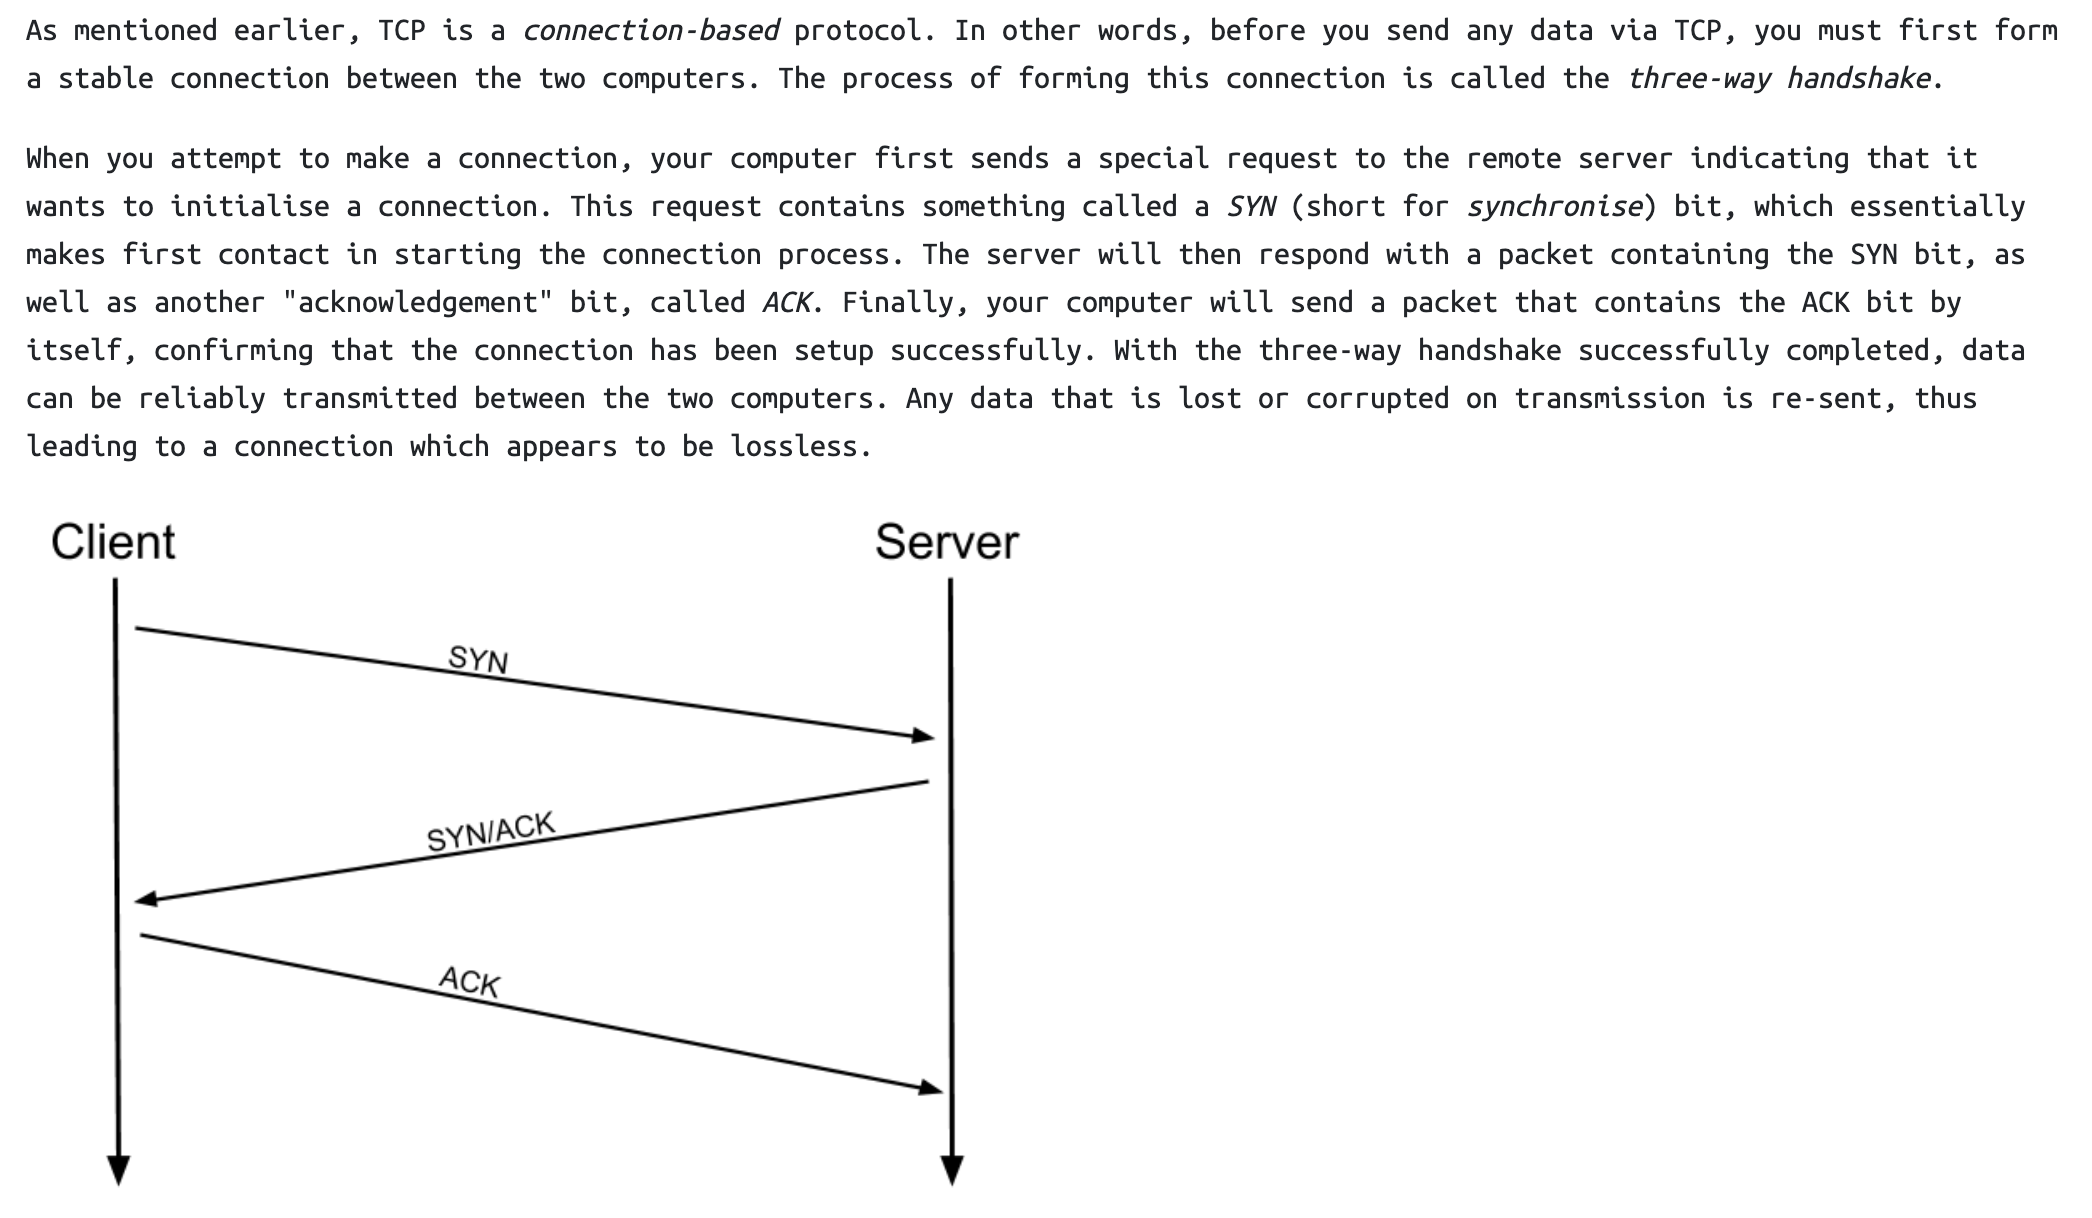 As mentioned earlier, TCP is a connection-based protocol. In other words, before you send any data via TCP, you must first form
a stable connection between the two computers. The process of forming this connection is called the three-way handshake.
When you attempt to make a connection, your computer first sends a special request to the remote server indicating that it
wants to initialise a connection. This request contains something called a SYN (short for synchronise) bit, which essentially
makes first contact in starting the connection process. The server will then respond with a packet containing the SYN bit, as
well as another "acknowledgement" bit, called ACK. Finally, your computer will send a packet that contains the ACK bit by
itself, confirming that the connection has been setup successfully. With the three-way handshake successfully completed, data
can be reliably transmitted between the two computers. Any data that is lost or corrupted on transmission is re-sent, thus
leading to a connection which appears to be lossless.
Client
Server
SYN
SYN/ACK
ACK